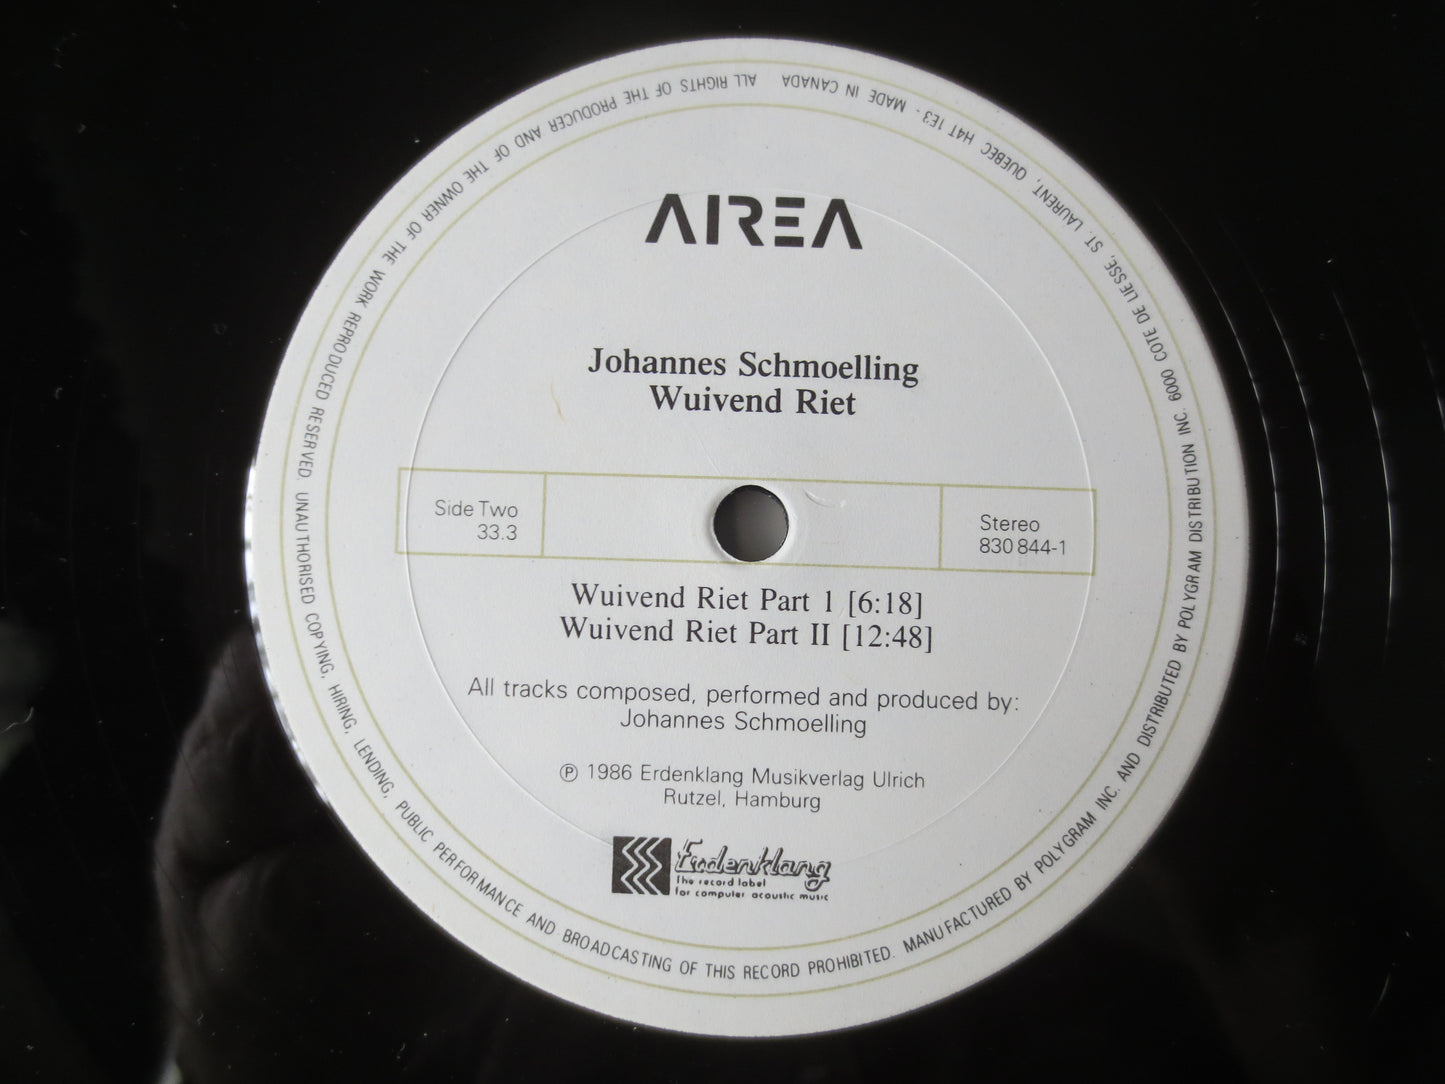 AIREA
Johannes Schmoelling
Wuivend Riet
Side Two
33.3
Stereo
830 844-1
Wuivend Riet Part 1 [6:18]
Wuivend Riet Part II [12:48]
All tracks composed, performed and produced by:
Johannes Schmoelling
℗ 1986 Erdenklang Musikverlag Ulrich
Rutzel, Hamburg
Erdenklang
The record label
for computer acoustic music
ALL RIGHTS OF THE PRODUCER AND OF THE OWNER OF THE WORK REPRODUCED RESERVED. UNAUTHORISED COPYING, HIRING, LENDING, PUBLIC PERFORMANCE AND BROADCASTING OF THIS RECORD PROHIBITED. MANUFACTURED BY POLYGRAM INC. AND DISTRIBUTED BY POLYGRAM DISTRIBUTION INC. 6000 COTE DE LIESSE, ST. LAURENT, QUEBEC H4T 1E3 - MADE IN CANADA